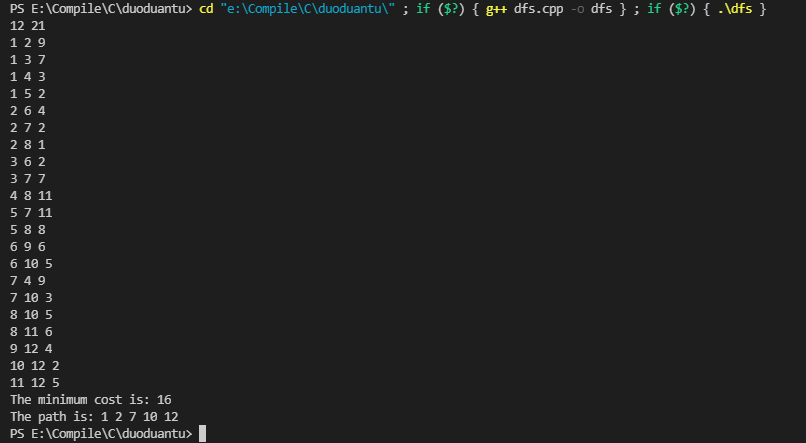 PS E:\Compile\C\duoduantu> cd "e:\Compile\C\duoduantu\" ; if ($?) { g++ dfs.cpp -o dfs } ; if ($?) { .\dfs }
12 21
1 2 9
1 3 7
1 4 3
1 5 2
2 6 4
2 7 2
2 8 1
3 6 2
3 7 7
4 8 11
5 7 11
5 8 8
6 9 6
6 10 5
7 4 9
7 10 3
8 10 5
8 11 6
9 12 4
10 12 2
11 12 5
The minimum cost is: 16
The path is: 1 2 7 10 12
PS E:\Compile\C\duoduantu>